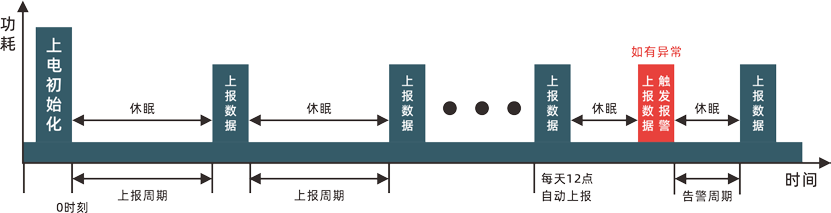 功耗
上电初始化
休眠
上报数据
休眠
上报数据
上报数据
休眠
如有异常
触发报警
上报数据
休眠
上报数据
时间
0时刻
上报周期
上报周期
每天12点
自动上报
告警周期